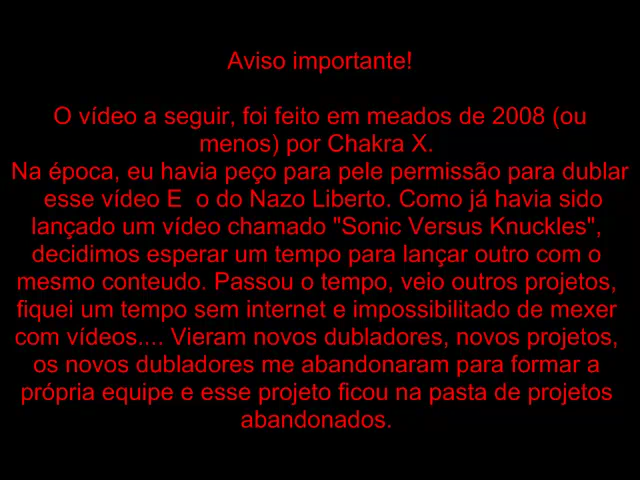 Aviso importante!
O vídeo a seguir, foi feito em meados de 2008 (ou
menos) por Chakra X.
Na época, eu havia peço para pele permissão para dublar
esse vídeo E o do Nazo Liberto. Como já havia sido
lançado um vídeo chamado "Sonic Versus Knuckles",
decidimos esperar um tempo para lançar outro com o
mesmo conteudo. Passou o tempo, veio outros projetos,
fiquei um tempo sem internet e impossibilitado de mexer
com vídeos.... Vieram novos dubladores, novos projetos,
os novos dubladores me abandonaram para formar a
própria equipe e esse projeto ficou na pasta de projetos
abandonados.